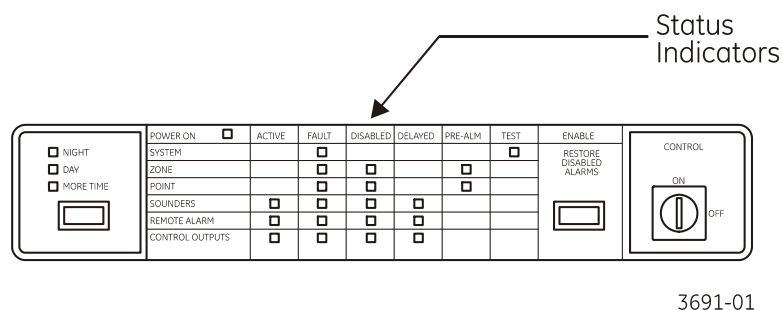 Status
Indicators
POWER ON ACTIVE FAULT DISABLED DELAYED PRE-ALM TEST ENABLE
NIGHT
DAY
MORE TIME
SYSTEM
ZONE
POINT
SOUNDERS
REMOTE ALARM
CONTROL OUTPUTS
RESTORE
DISABLED
ALARMS
CONTROL
ON
OFF
3691-01